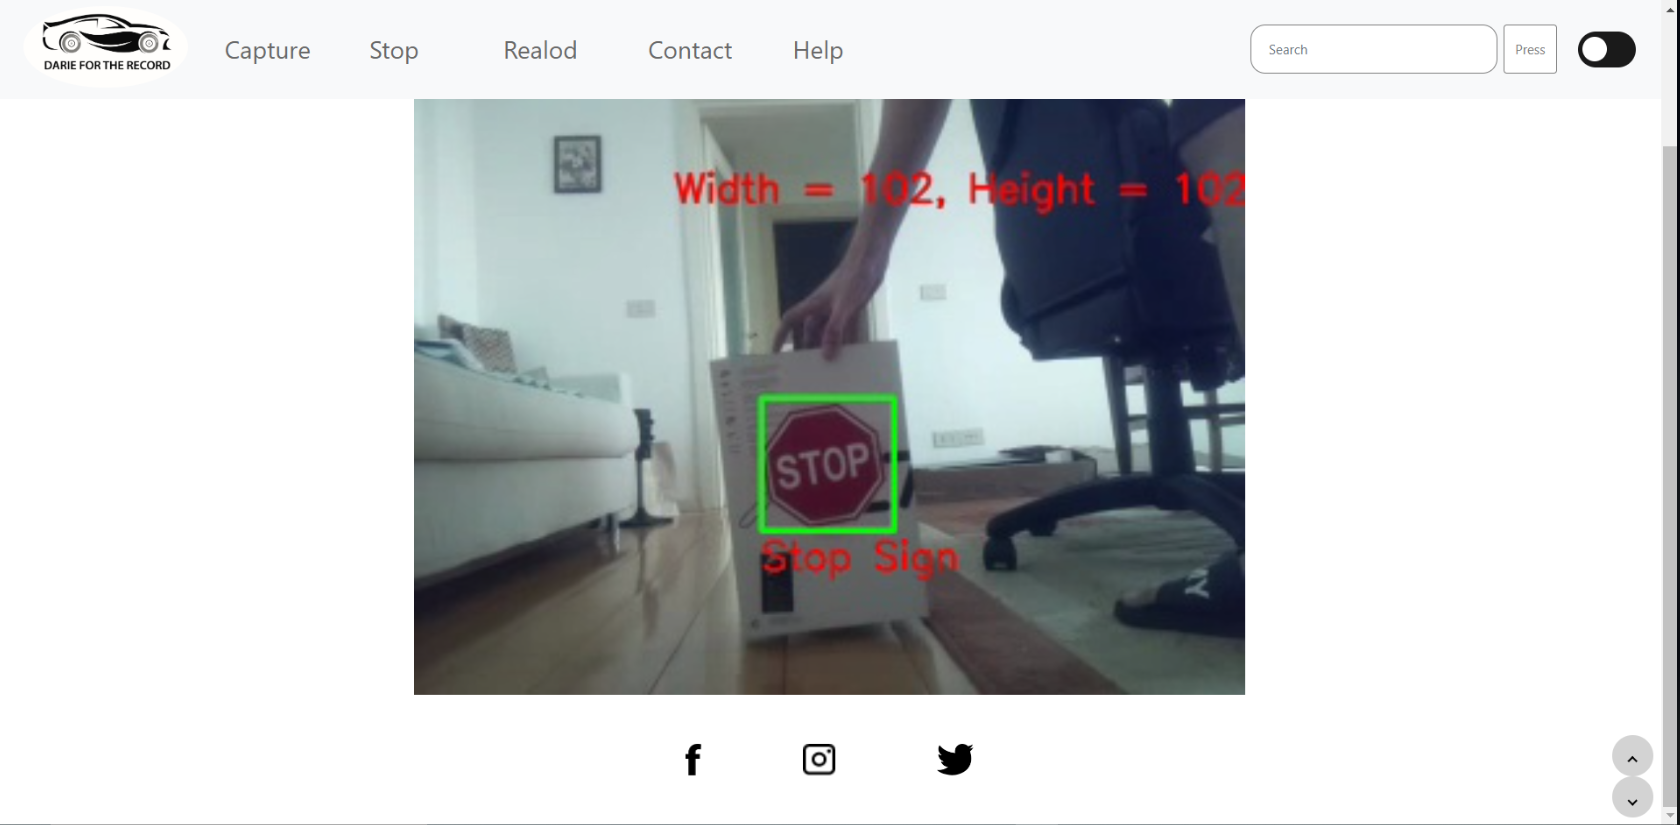 DARIE FOR THE RECORD
Capture
Stop
Realod
Contact
Help
Search
Press
Width = 102, Height = 102
STOP
Stop Sign